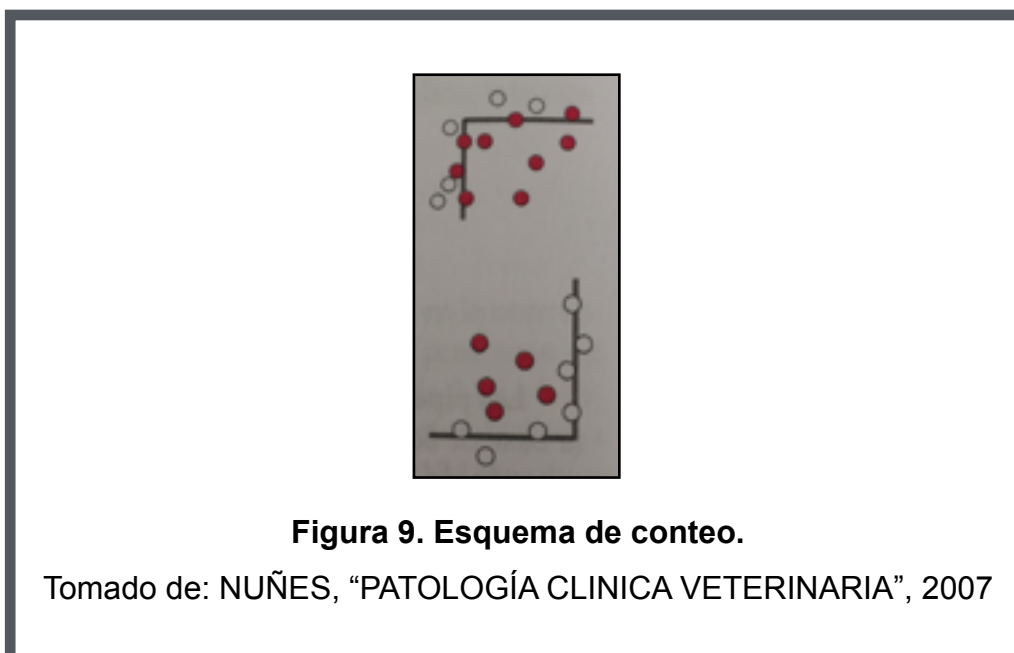 Figura 9. Esquema de conteo.
Tomado de: NUÑES, “PATOLOGÍA CLINICA VETERINARIA”, 2007